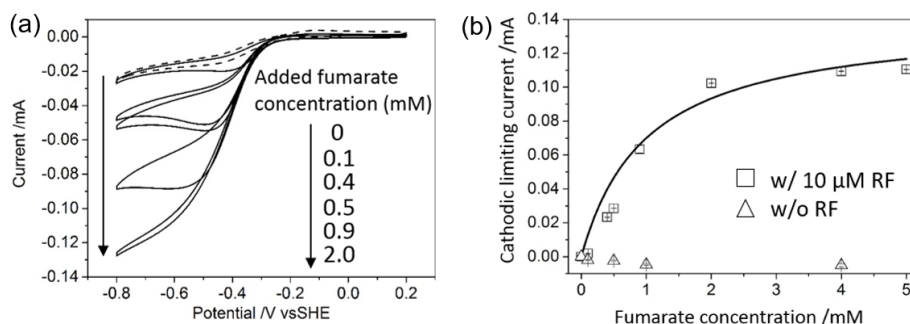 (a)
0.00
-0.02
-0.04
-0.06
-0.08
-0.10
-0.12
-0.14
Current /mA
Added fumarate
concentration (mM)
0
0.1
0.4
0.5
0.9
2.0
-0.8 -0.6 -0.4 -0.2 0.0 0.2
Potential /V vsSHE
(b)
0.14
0.12
0.10
0.08
0.06
0.04
0.02
0.00
Cathodic limiting current /mA
w/ 10 μM RF
w/o RF
0 1 2 3 4 5
Fumarate concentration /mM